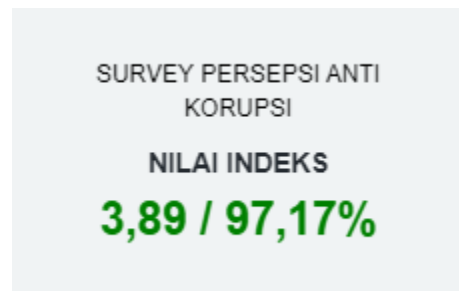 SURVEY PERSEPSI ANTI
KORUPSI
NILAI INDEKS
3,89 / 97,17%